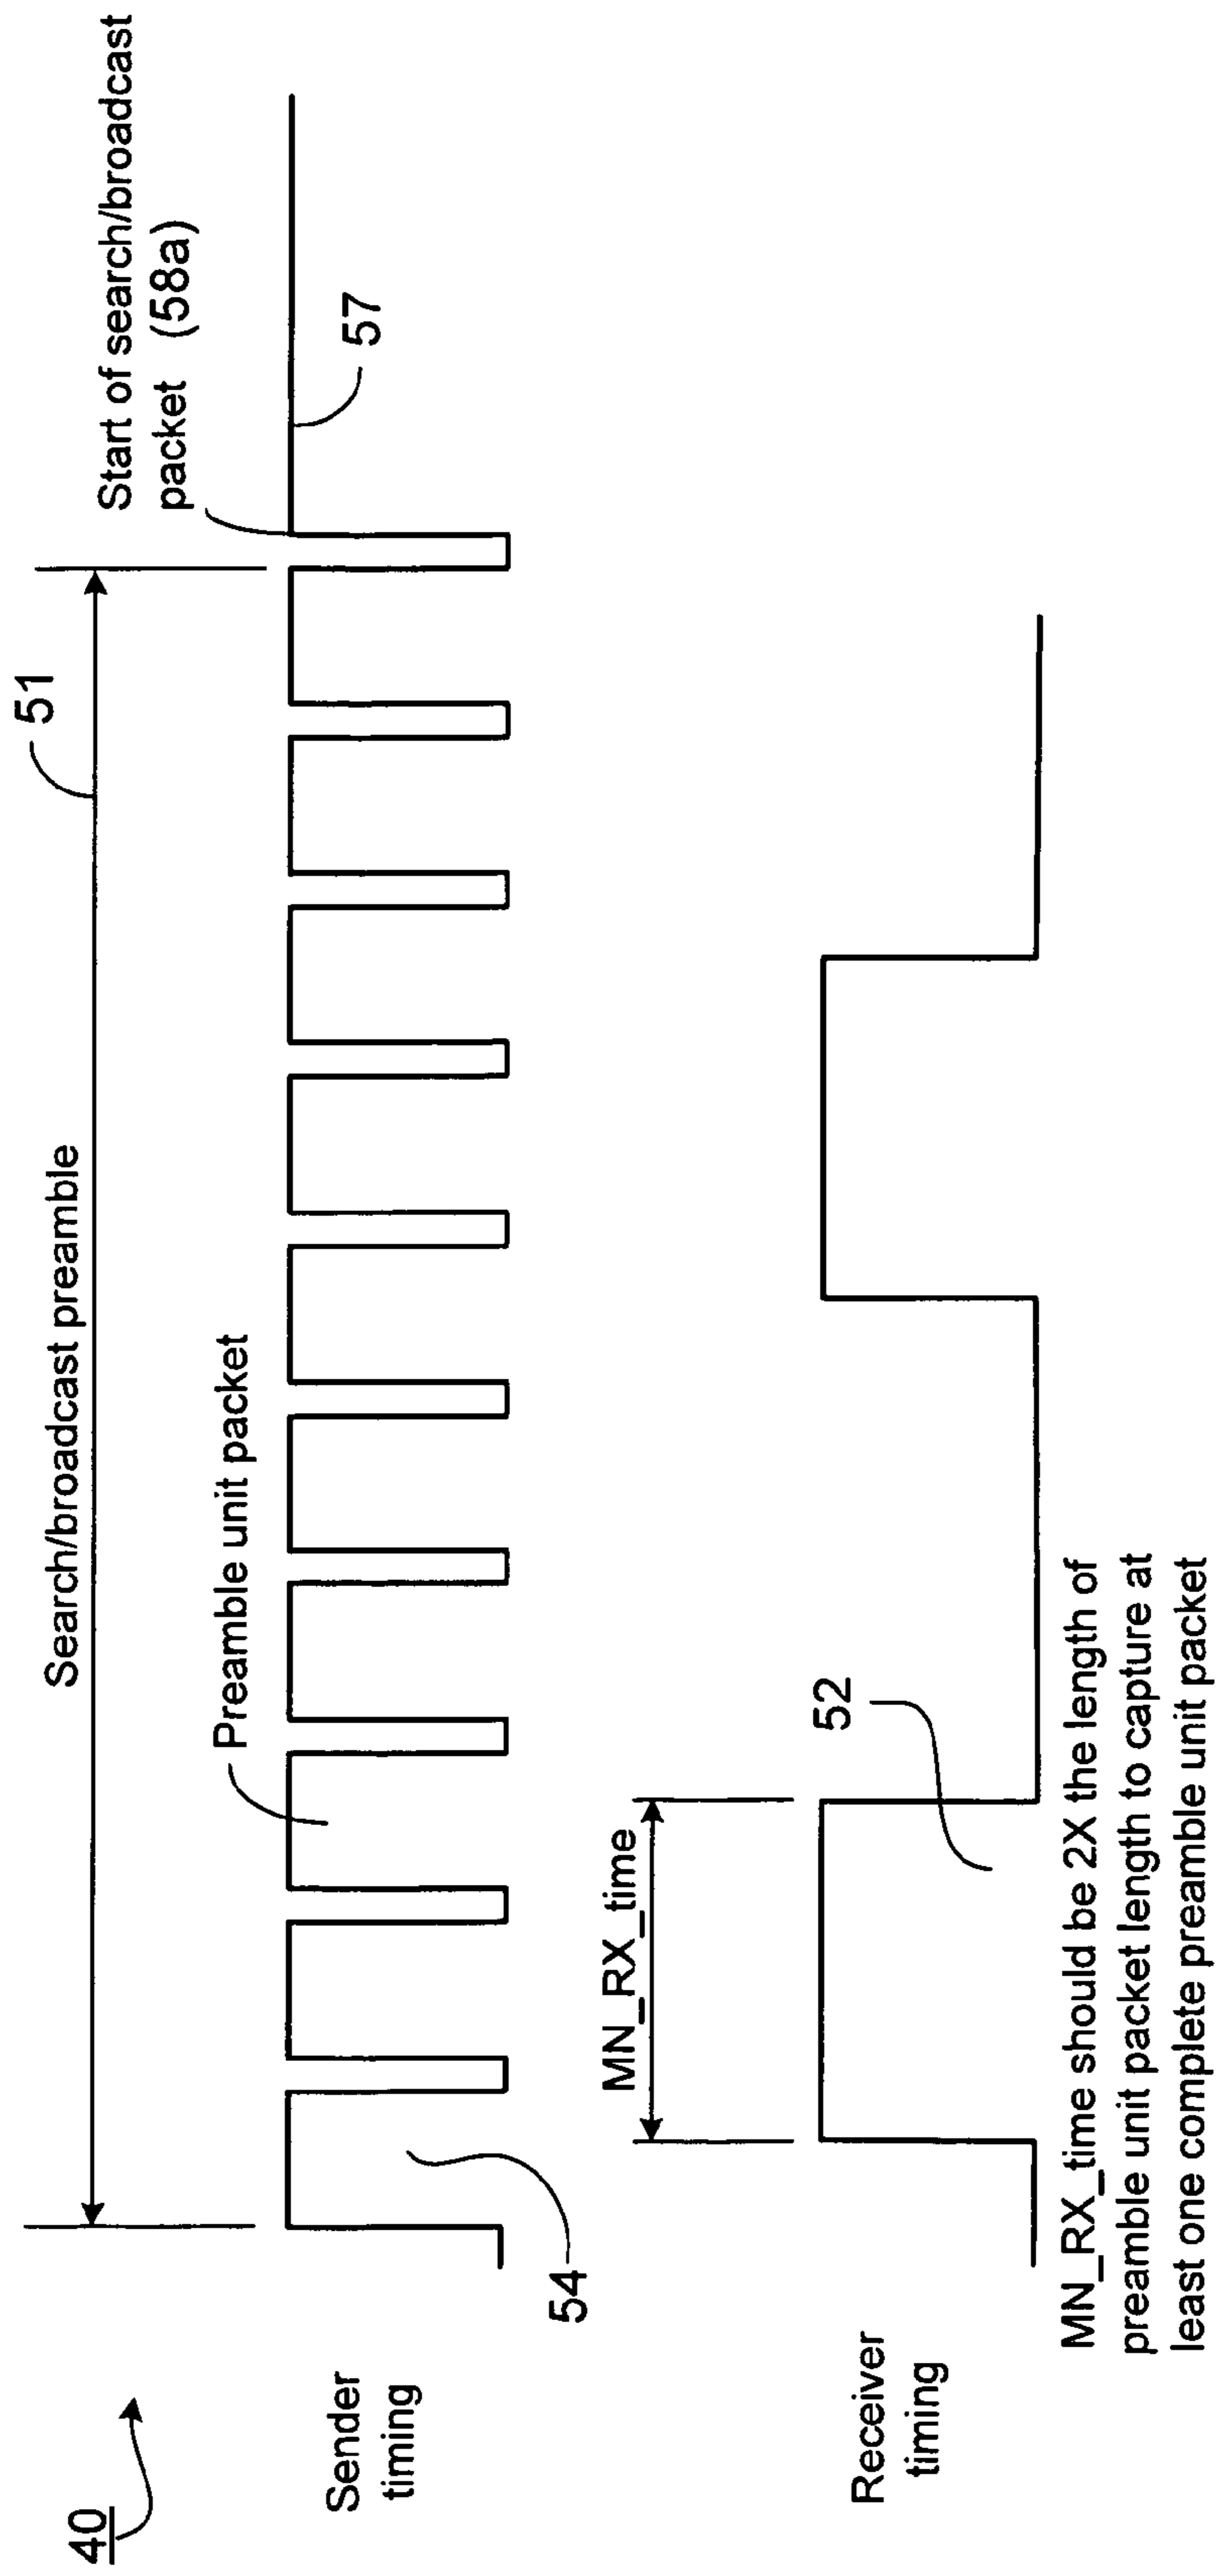 40
51
Search/broadcast preamble
Start of search/broadcast
packet (58a)
57
Preamble unit packet
Sender
timing
54
MN_RX_time
52
Receiver
timing
MN_RX_time should be 2X the length of
preamble unit packet length to capture at
least one complete preamble unit packet